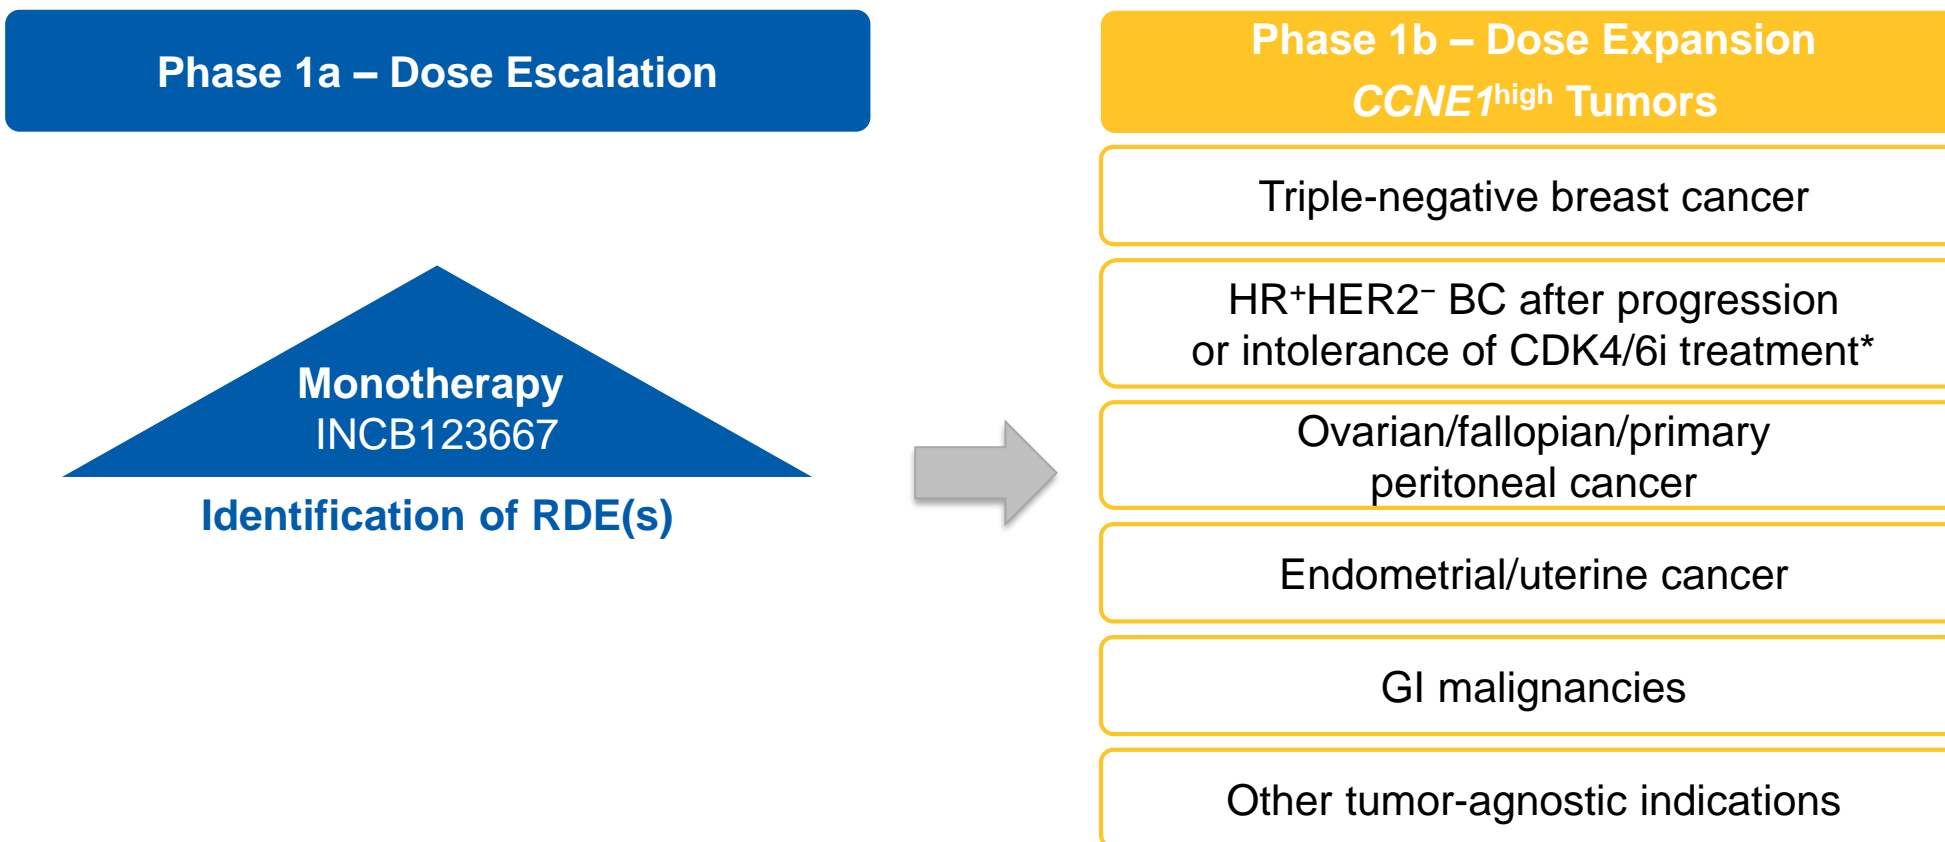 Phase 1a – Dose Escalation
Monotherapy
INCB123667
Identification of RDE(s)
Phase 1b – Dose Expansion
CCNE1high Tumors
Triple-negative breast cancer
HR⁺HER2⁻ BC after progression
or intolerance of CDK4/6i treatment*
Ovarian/fallopian/primary
peritoneal cancer
Endometrial/uterine cancer
GI malignancies
Other tumor-agnostic indications